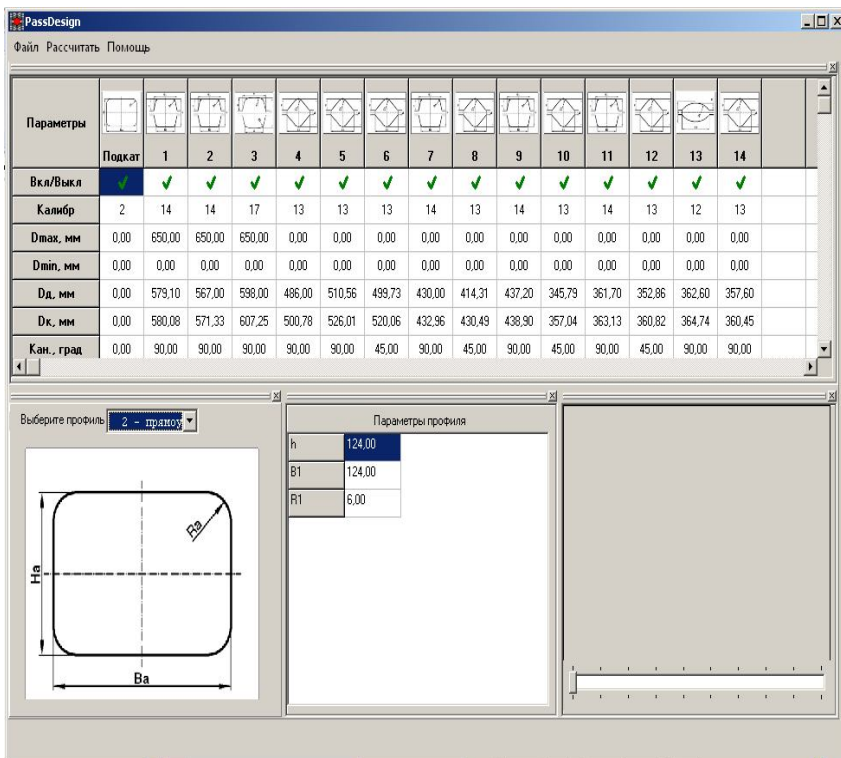 PassDesign
Файл Рассчитать Помощь
Параметры Подкат 1 2 3 4 5 6 7 8 9 10 11 12 13 14
Вкл/Выкл
Калибр 2 14 14 17 13 13 13 14 13 14 13 14 13 12 13
Dmax, мм 0,00 650,00 650,00 650,00 0,00 0,00 0,00 0,00 0,00 0,00 0,00 0,00 0,00 0,00 0,00
Dmin, мм 0,00 0,00 0,00 0,00 0,00 0,00 0,00 0,00 0,00 0,00 0,00 0,00 0,00 0,00 0,00
Dд, мм 0,00 579,10 567,00 598,00 486,00 510,56 499,73 430,00 414,31 437,20 345,79 361,70 352,86 362,60 357,60
Dк, мм 0,00 580,08 571,33 607,25 500,78 526,01 520,06 432,96 430,49 438,90 357,04 363,13 360,82 364,74 360,45
Кан., град 0,00 90,00 90,00 90,00 90,00 90,00 45,00 90,00 45,00 90,00 45,00 90,00 45,00 90,00 90,00
Выберите профиль 2 - прямоу
Параметры профиля
h 124,00
B1 124,00
R1 6,00
Ra
Ha
Ba